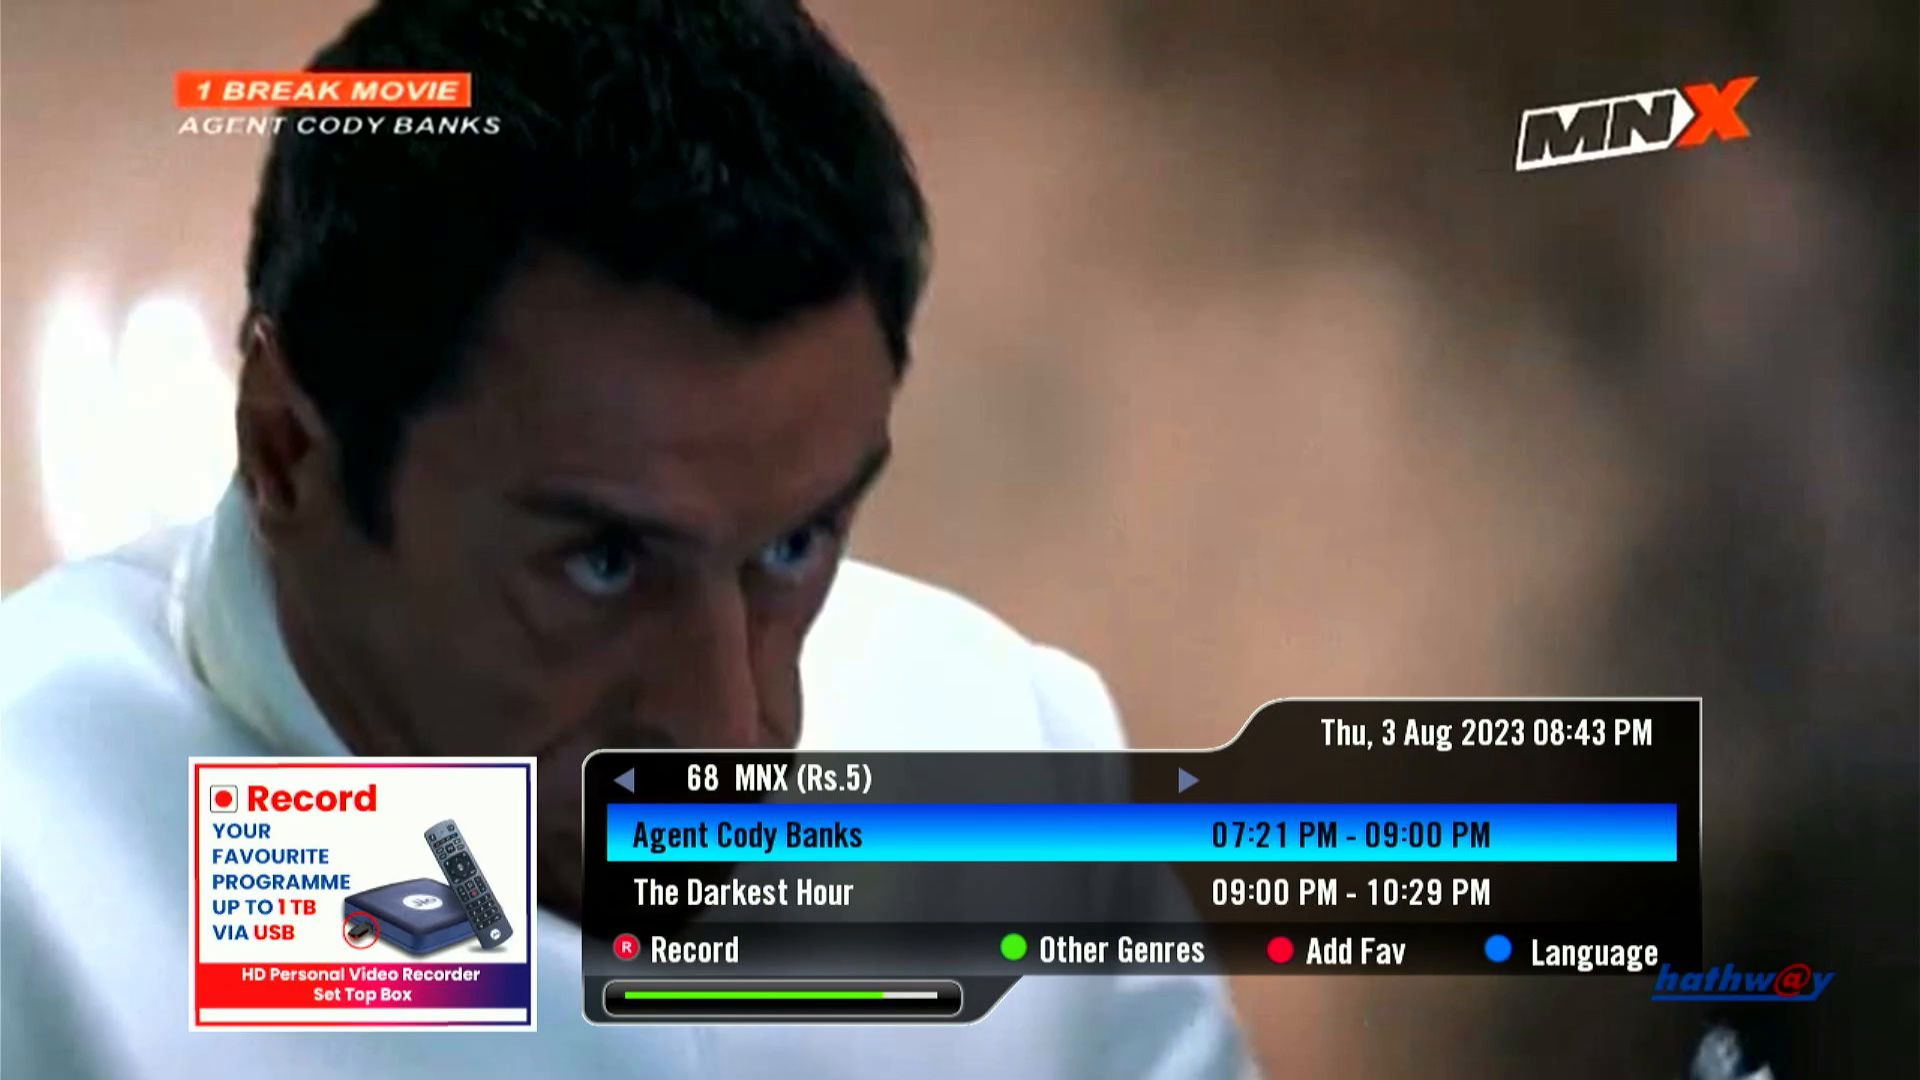 1 BREAK MOVIE
AGENT CODY BANKS
MNX
Thu, 3 Aug 2023 08:43 PM
68 MNX (Rs.5)
Agent Cody Banks 07:21 PM - 09:00 PM
The Darkest Hour 09:00 PM - 10:29 PM
R Record Other Genres Add Fav Language
Record
YOUR
FAVOURITE
PROGRAMME
UP TO 1 TB
VIA USB
Jio
HD Personal Video Recorder
Set Top Box
hathw@y